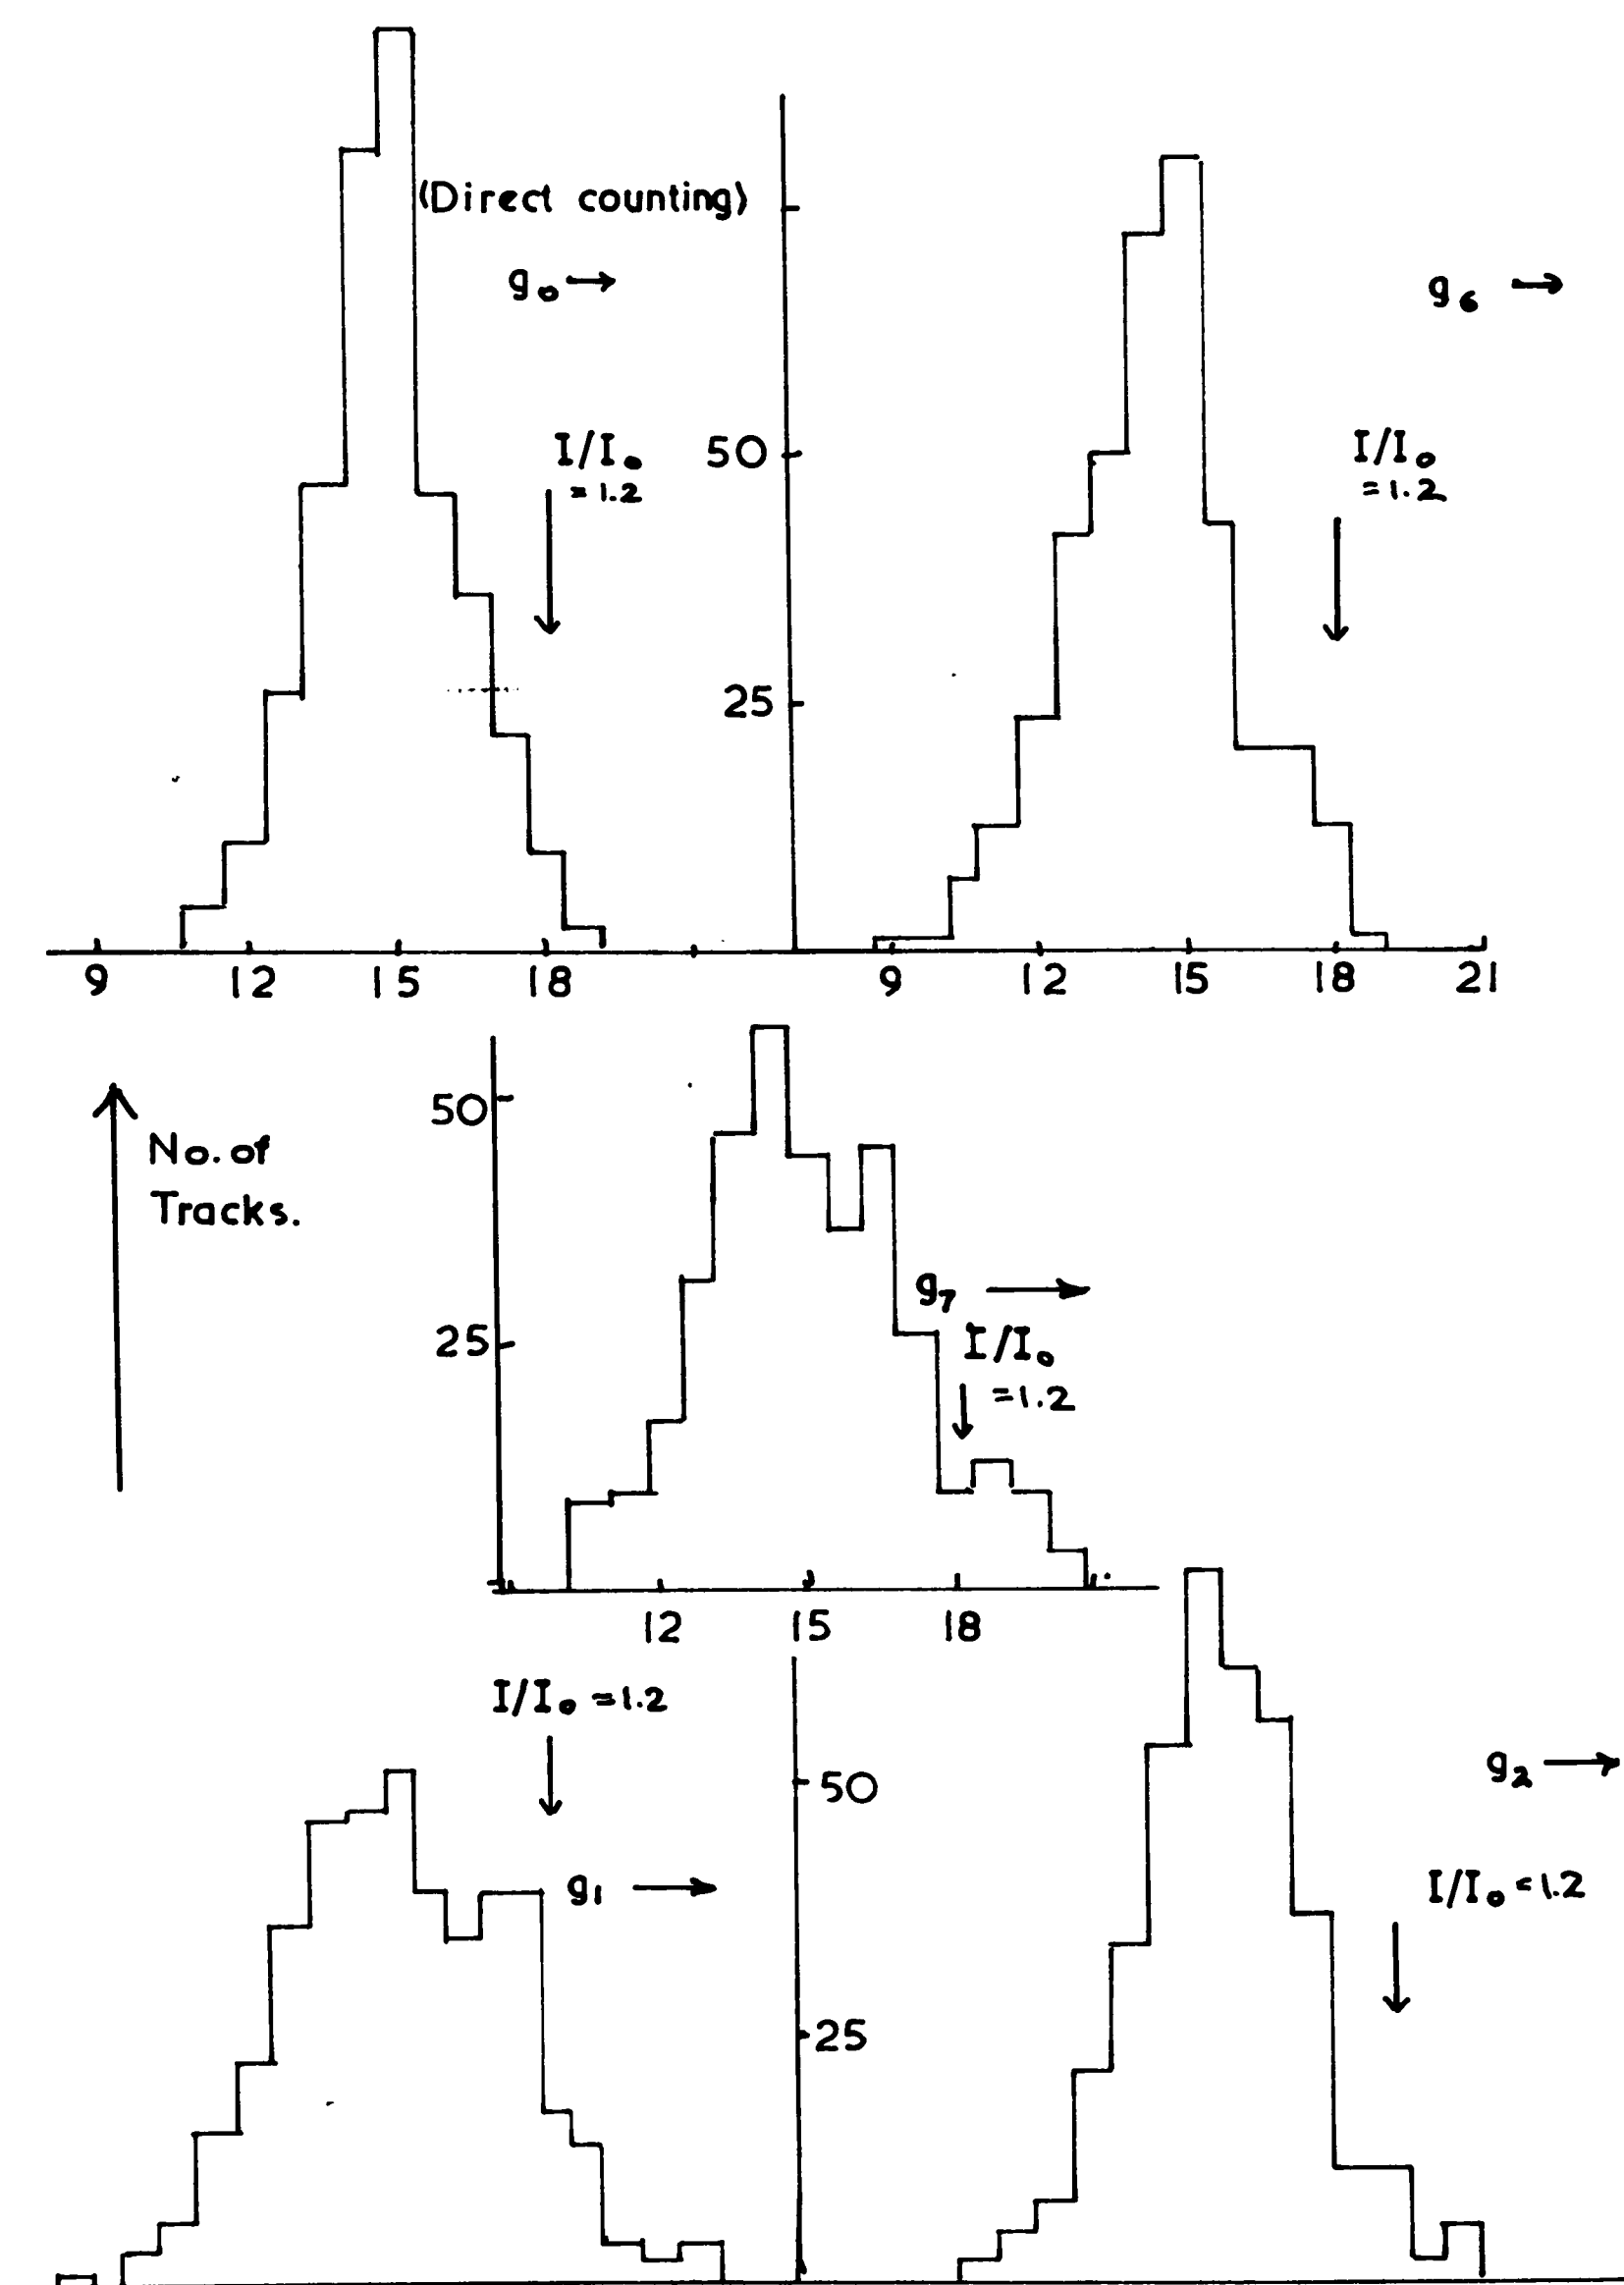 (Direct counting)
g₀ →
I/I₀
= 1.2
50
25
9 12 15 18
g₆ →
I/I₀
= 1.2
9 12 15 18 21
No. of
Tracks.
50
25
g₇ →
I/I₀
=1.2
12 15 18
I/I₀ =1.2
g₁ →
50
25
g₂ →
I/I₀ =1.2